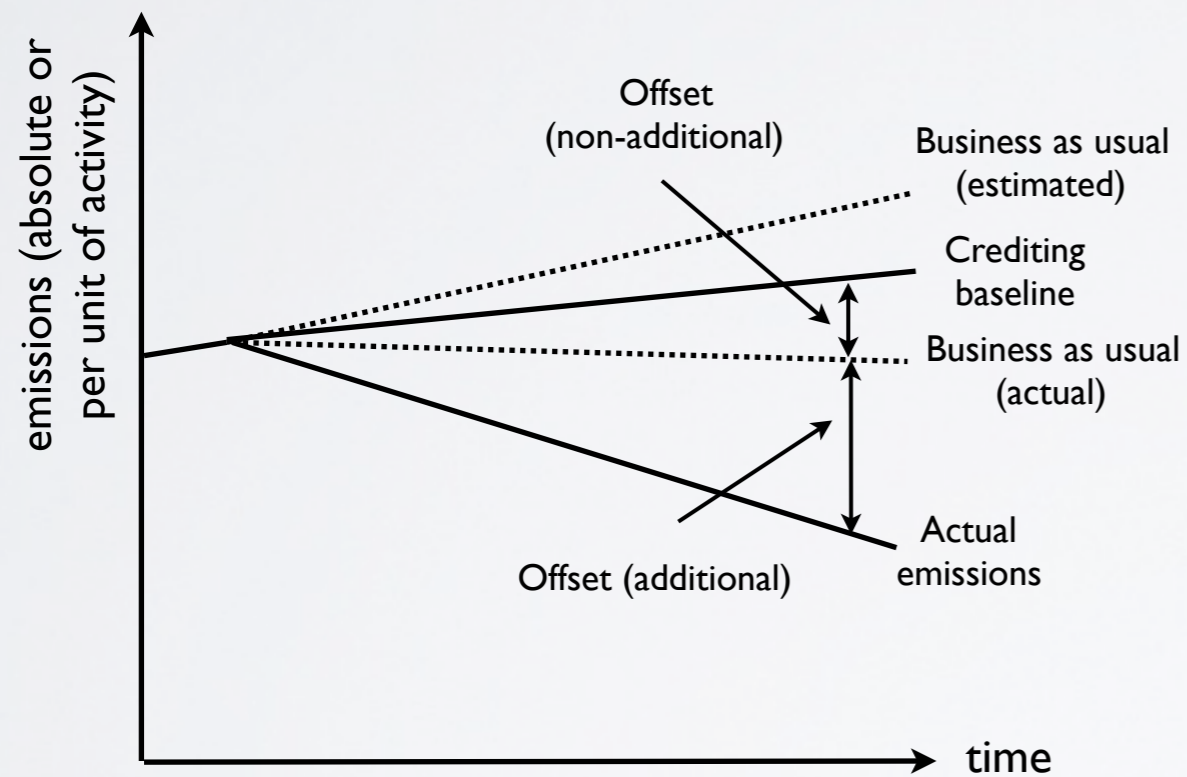 emissions (absolute or
per unit of activity)
Offset
(non-additional)
Business as usual
(estimated)
Crediting
baseline
Business as usual
(actual)
Actual
emissions
Offset (additional)
time